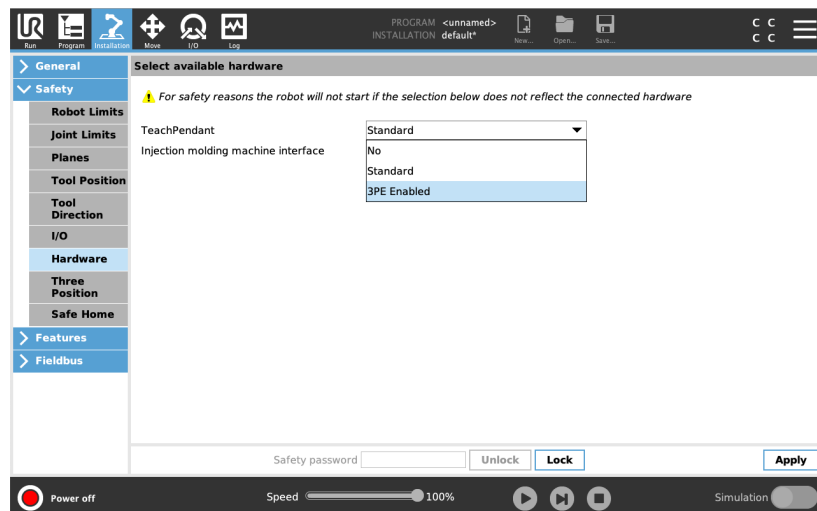 PROGRAM <unnamed>
INSTALLATION default*
Run Program Installation Move I/O Log New... Open... Save...
C C
C C
General
Safety
Robot Limits
Joint Limits
Planes
Tool Position
Tool
Direction
I/O
Hardware
Three
Position
Safe Home
Features
Fieldbus
Select available hardware
For safety reasons the robot will not start if the selection below does not reflect the connected hardware
TeachPendant Standard
Injection molding machine interface No
Standard
3PE Enabled
Safety password Unlock Lock Apply
Power off Speed 100% Simulation